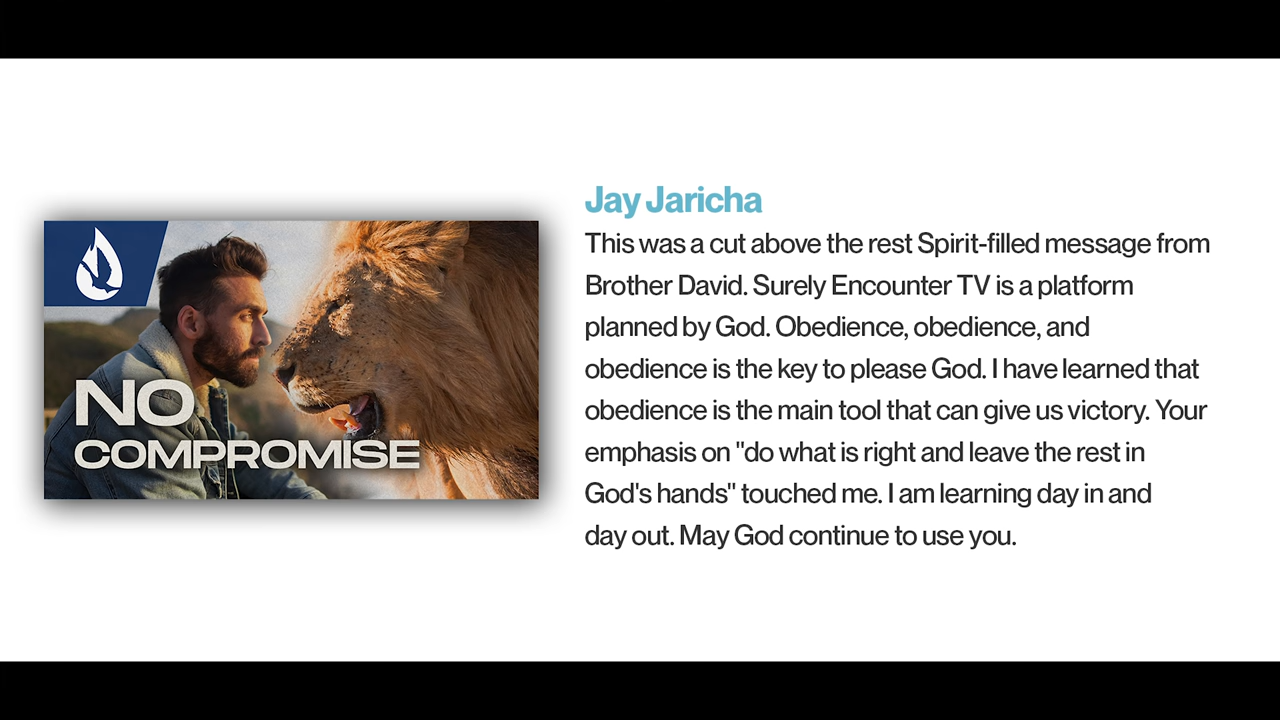 NO
COMPROMISE
Jay Jaricha
This was a cut above the rest Spirit-filled message from
Brother David. Surely Encounter TV is a platform
planned by God. Obedience, obedience, and
obedience is the key to please God. I have learned that
obedience is the main tool that can give us victory. Your
emphasis on "do what is right and leave the rest in
God's hands" touched me. I am learning day in and
day out. May God continue to use you.